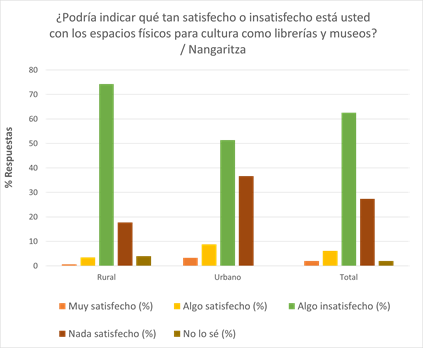 ¿Podría indicar qué tan satisfecho o insatisfecho está usted
con los espacios físicos para cultura como librerías y museos?
/ Nangaritza
% Respuestas
80
70
60
50
40
30
20
10
0
Rural Urbano Total
Muy satisfecho (%) Algo satisfecho (%) Algo insatisfecho (%)
Nada satisfecho (%) No lo sé (%)